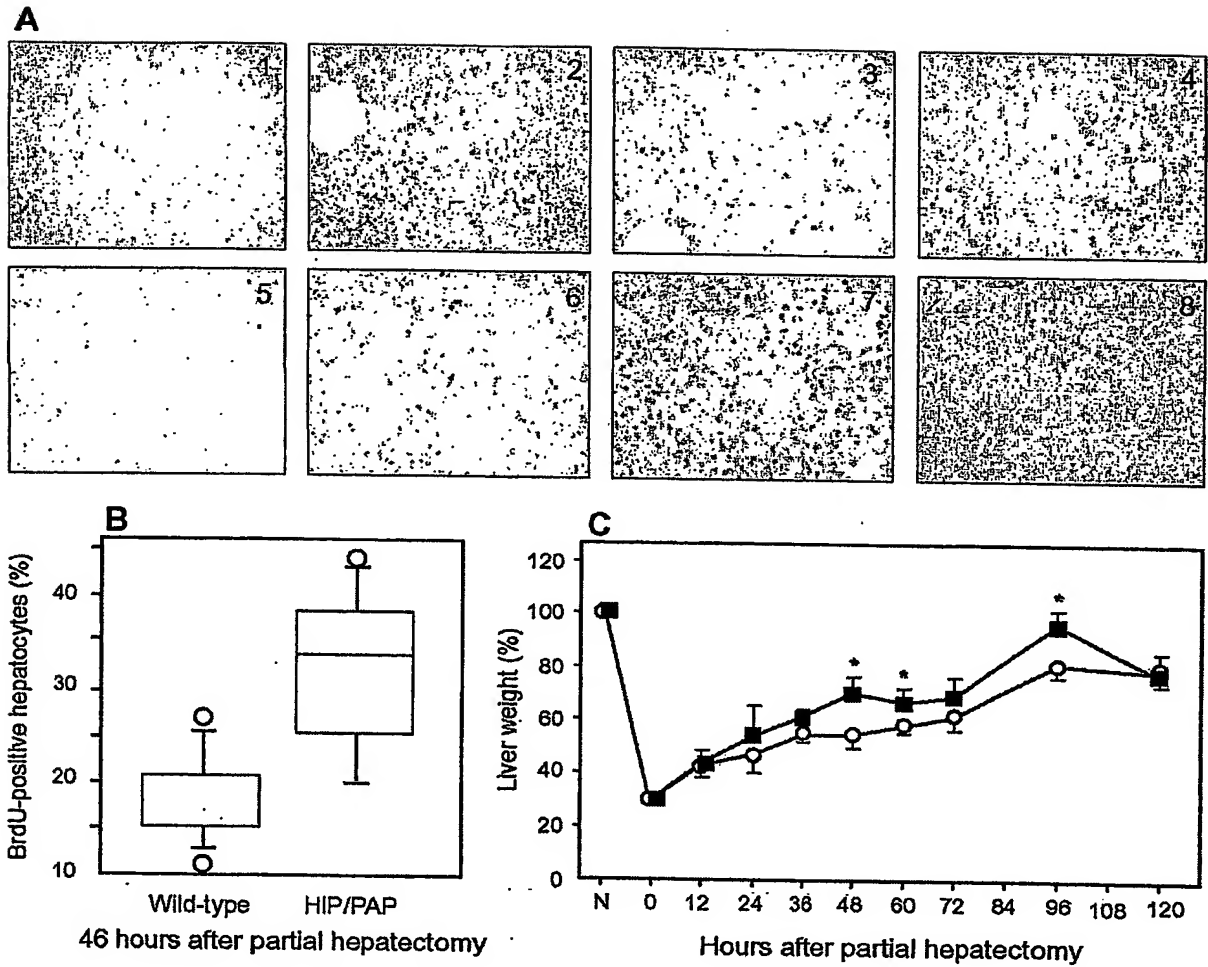 A
1 2 3 4
5 6 7 8
B
BrdU-positive hepatocytes (%)
40
30
20
10
Wild-type HIP/PAP
46 hours after partial hepatectomy
C
Liver weight (%)
120
100
80
60
40
20
0
* * *
N 0 12 24 36 48 60 72 84 96 108 120
Hours after partial hepatectomy